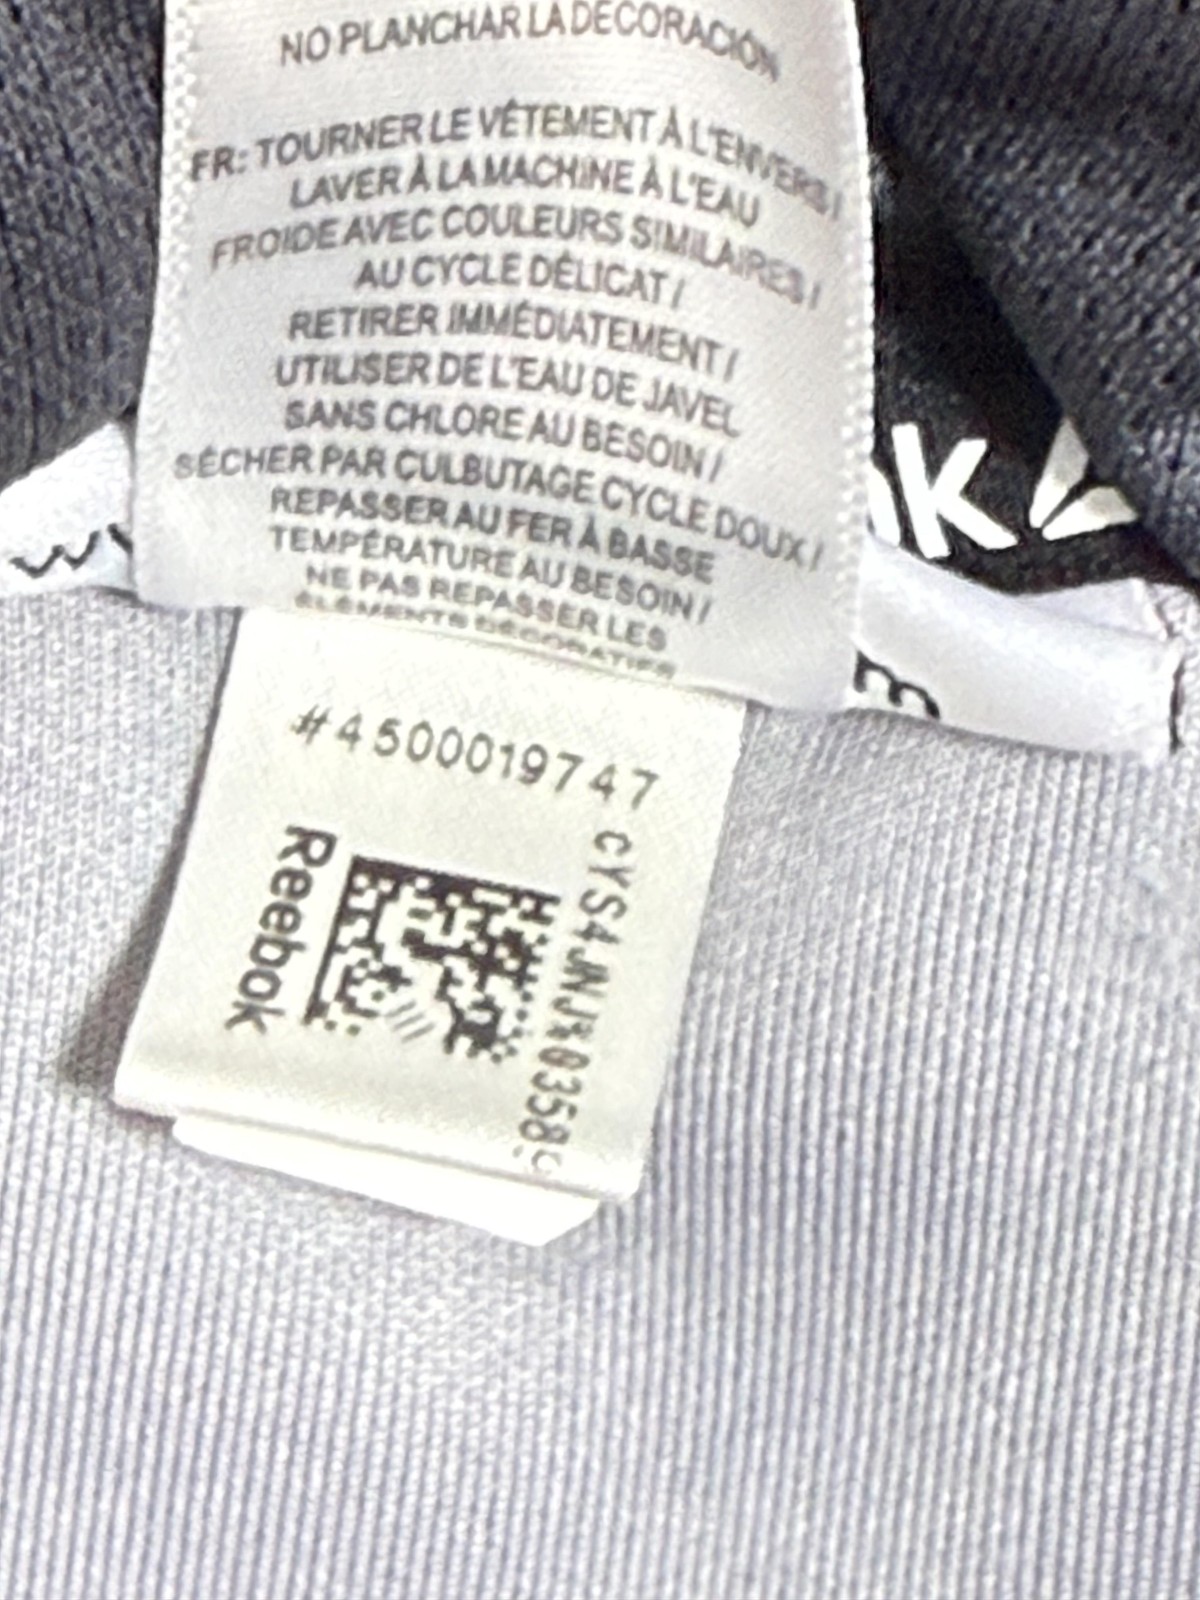 NO PLANCHAR LA DECORACIÓN
FR: TOURNER LE VÊTEMENT À L'ENVERS /
LAVER À LA MACHINE À L'EAU
FROIDE AVEC COULEURS SIMILAIRES /
AU CYCLE DÉLICAT /
RETIRER IMMÉDIATEMENT /
UTILISER DE L'EAU DE JAVEL
SANS CHLORE AU BESOIN /
SÉCHER PAR CULBUTAGE CYCLE DOUX /
REPASSER AU FER À BASSE
TEMPÉRATURE AU BESOIN /
NE PAS REPASSER LES
ÉLÉMENTS DÉCORATIFS
#4500019747
Reebok